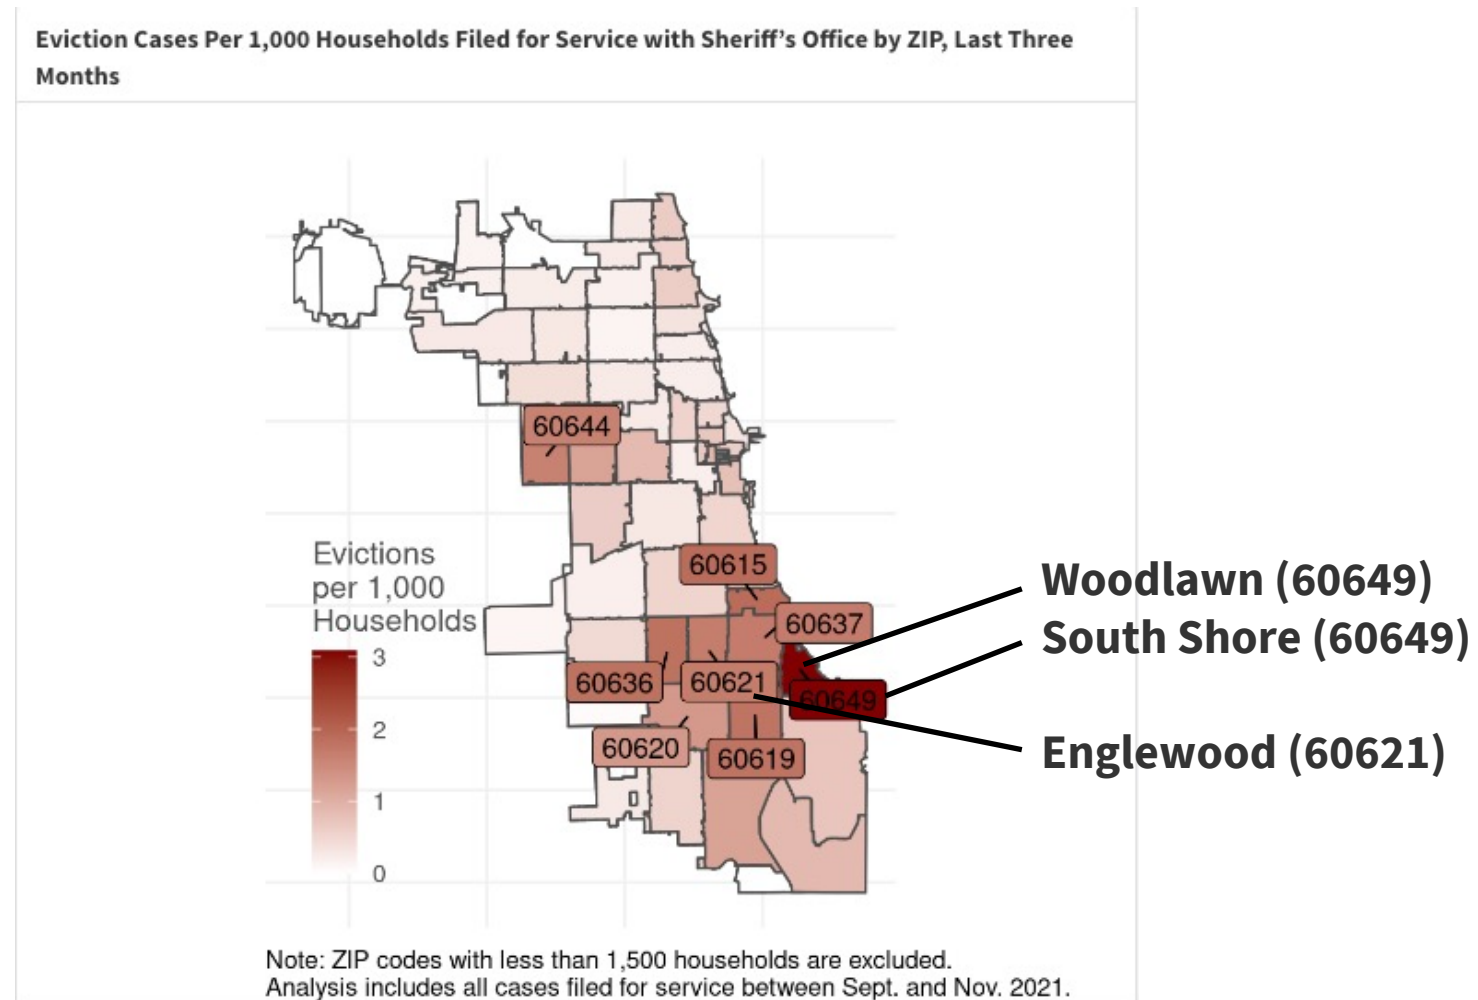 Eviction Cases Per 1,000 Households Filed for Service with Sheriff’s Office by ZIP, Last Three
Months
60644
Evictions
per 1,000
Households
3
2
1
0
60615
60637
60636
60621
60649
60620
60619
Woodlawn (60649)
South Shore (60649)
Englewood (60621)
Note: ZIP codes with less than 1,500 households are excluded.
Analysis includes all cases filed for service between Sept. and Nov. 2021.